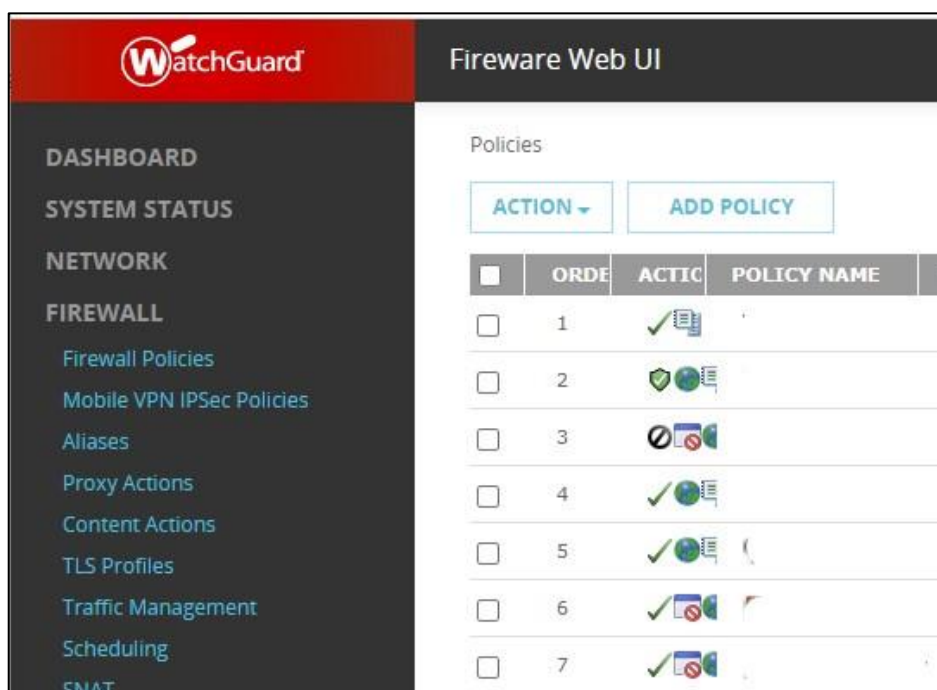 WatchGuard
Fireware Web UI
DASHBOARD
SYSTEM STATUS
NETWORK
FIREWALL
Firewall Policies
Mobile VPN IPSec Policies
Aliases
Proxy Actions
Content Actions
TLS Profiles
Traffic Management
Scheduling
SNAT
Policies
ACTION
ADD POLICY
ORDE ACTIC POLICY NAME
1
2
3
4
5
6
7